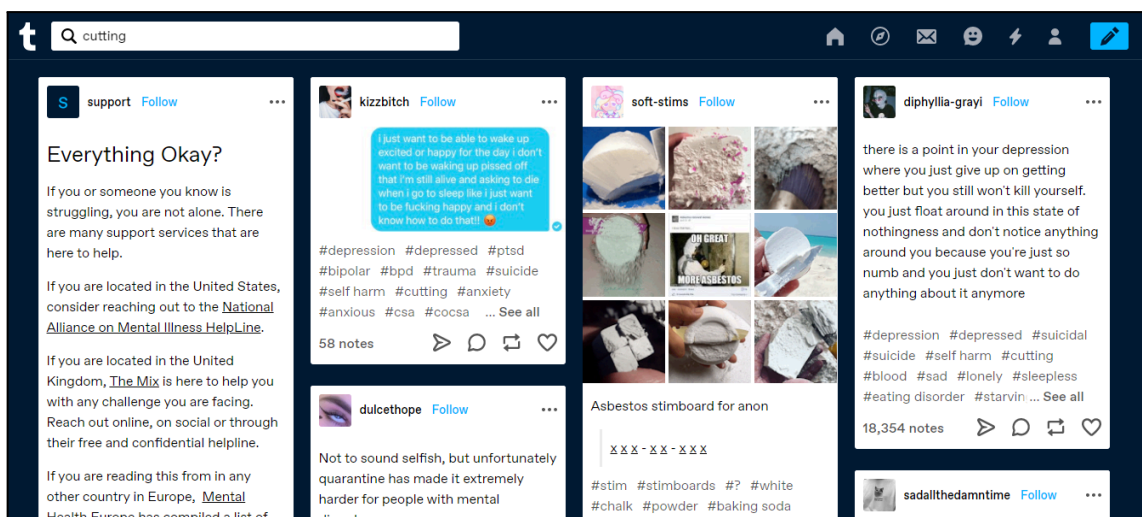 t
cutting
S
support Follow
Everything Okay?
If you or someone you know is
struggling, you are not alone. There
are many support services that are
here to help.
If you are located in the United States,
consider reaching out to the National
Alliance on Mental Illness HelpLine.
If you are located in the United
Kingdom, The Mix is here to help you
with any challenge you are facing.
Reach out online, on social or through
their free and confidential helpline.
If you are reading this from in any
other country in Europe, Mental
Health Europe has compiled a list of
kizzbitch Follow
i just want to be able to wake up
excited or happy for the day i don't
want to be waking up pissed off
that i'm still alive and asking to die
when i go to sleep like i just want
to be fucking happy and i don't
know how to do that!! 😡
#depression #depressed #ptsd
#bipolar #bpd #trauma #suicide
#self harm #cutting #anxiety
#anxious #csa #cocsa ... See all
58 notes
dulcethope Follow
Not to sound selfish, but unfortunately
quarantine has made it extremely
harder for people with mental
soft-stims Follow
OH GREAT
MORE ASBESTOS
Asbestos stimboard for anon
x x x - x x - x x x
#stim #stimboards #? #white
#chalk #powder #baking soda
diphyllia-grayi Follow
there is a point in your depression
where you just give up on getting
better but you still won't kill yourself.
you just float around in this state of
nothingness and don't notice anything
around you because you're just so
numb and you just don't want to do
anything about it anymore
#depression #depressed #suicidal
#suicide #self harm #cutting
#blood #sad #lonely #sleepless
#eating disorder #starvin ... See all
18,354 notes
sadallthedamntime Follow